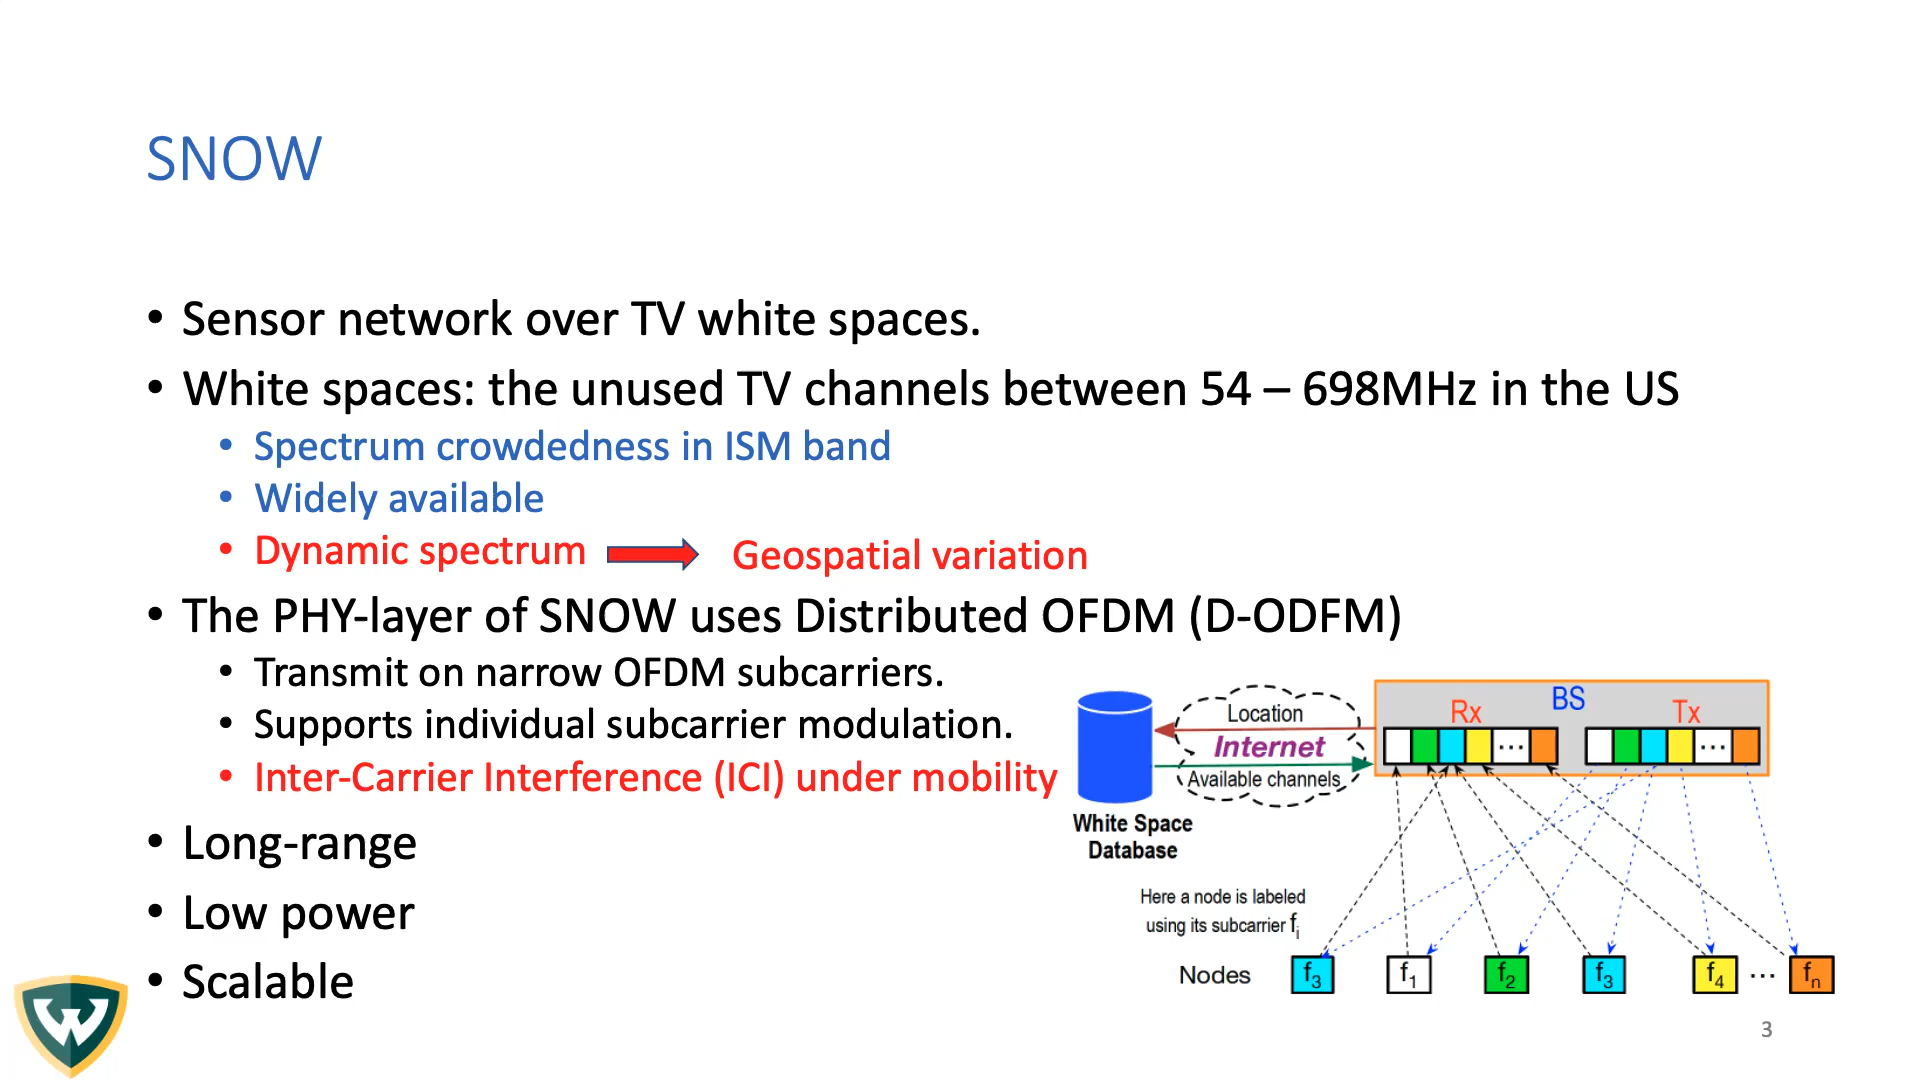 SNOW
• Sensor network over TV white spaces.
• White spaces: the unused TV channels between 54 – 698MHz in the US
• Spectrum crowdedness in ISM band
• Widely available
• Dynamic spectrum
Geospatial variation
• The PHY-layer of SNOW uses Distributed OFDM (D-ODFM)
• Transmit on narrow OFDM subcarriers.
• Supports individual subcarrier modulation.
• Inter-Carrier Interference (ICI) under mobility
• Long-range
• Low power
• Scalable
BS
Rx
Tx
...
...
Location
Internet
Available channels
White Space
Database
Here a node is labeled
using its subcarrier fi
Nodes
f3
f1
f2
f3
f4
...
fn
W
3